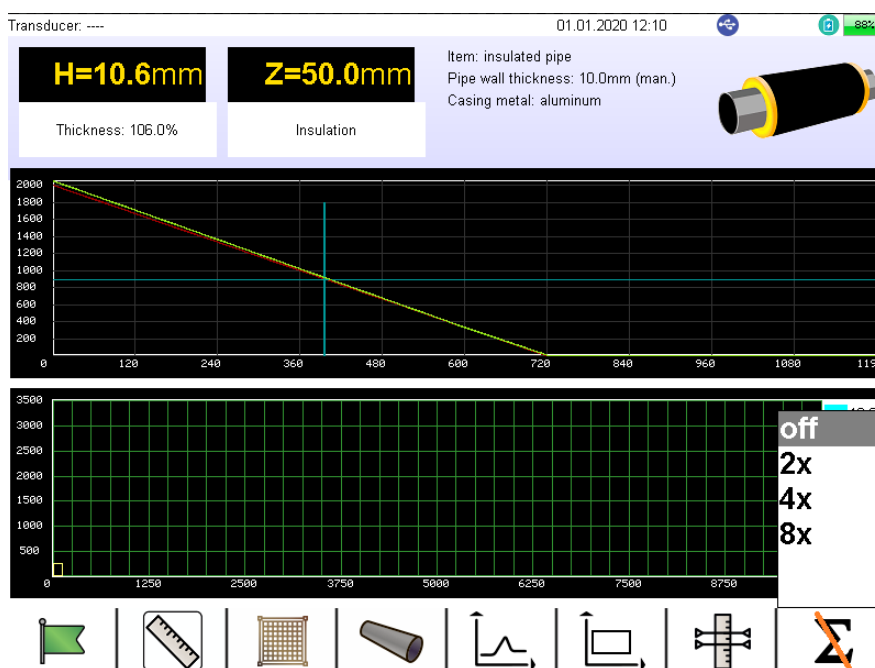 Transducer: ----
01.01.2020 12:10
88%
H=10.6mm
Thickness: 106.0%
Z=50.0mm
Insulation
Item: insulated pipe
Pipe wall thickness: 10.0mm (man.)
Casing metal: aluminum
2000
1800
1600
1400
1200
1000
800
600
400
200
0 120 240 360 480 600 720 840 960 1080 119
3500
3000
2500
2000
1500
1000
500
0 1250 2500 3750 5000 6250 7500 8750
off
2x
4x
8x
Σ